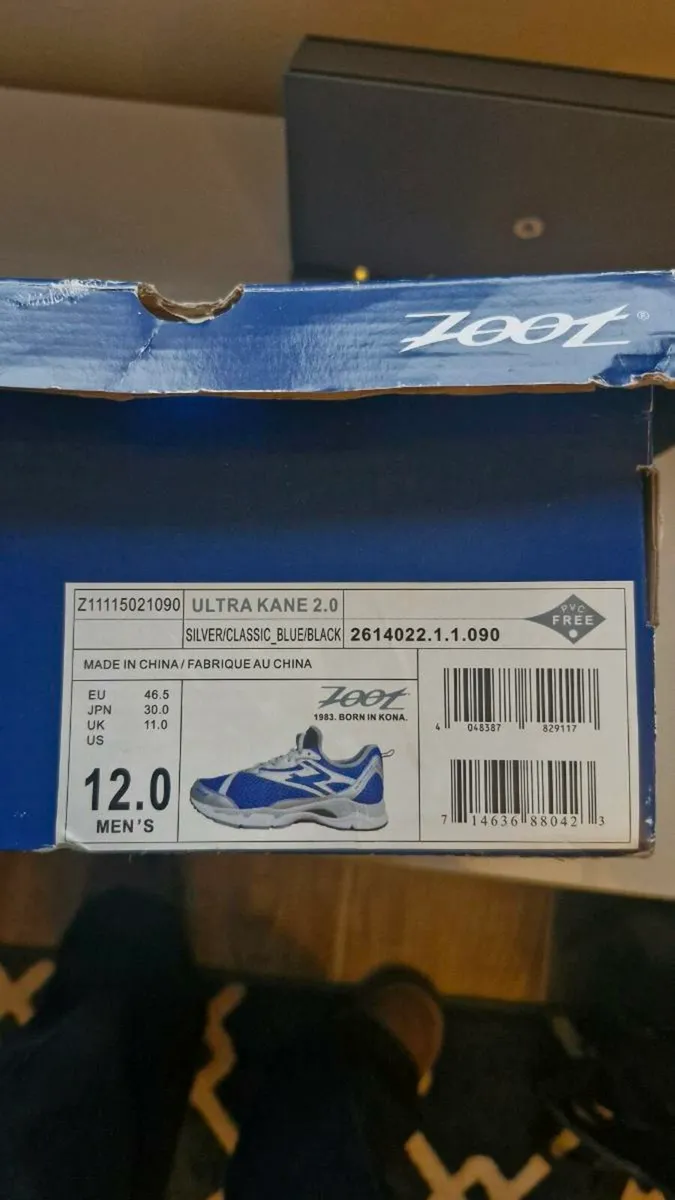 ZOOT®
Z11115021090 ULTRA KANE 2.0
SILVER/CLASSIC_BLUE/BLACK 2614022.1.1.090
PVC
FREE
MADE IN CHINA / FABRIQUE AU CHINA
EU 46.5
JPN 30.0
UK 11.0
US
12.0
MEN'S
ZOOT
1983. BORN IN KONA.
4 048387 829117
7 14636 88042 3